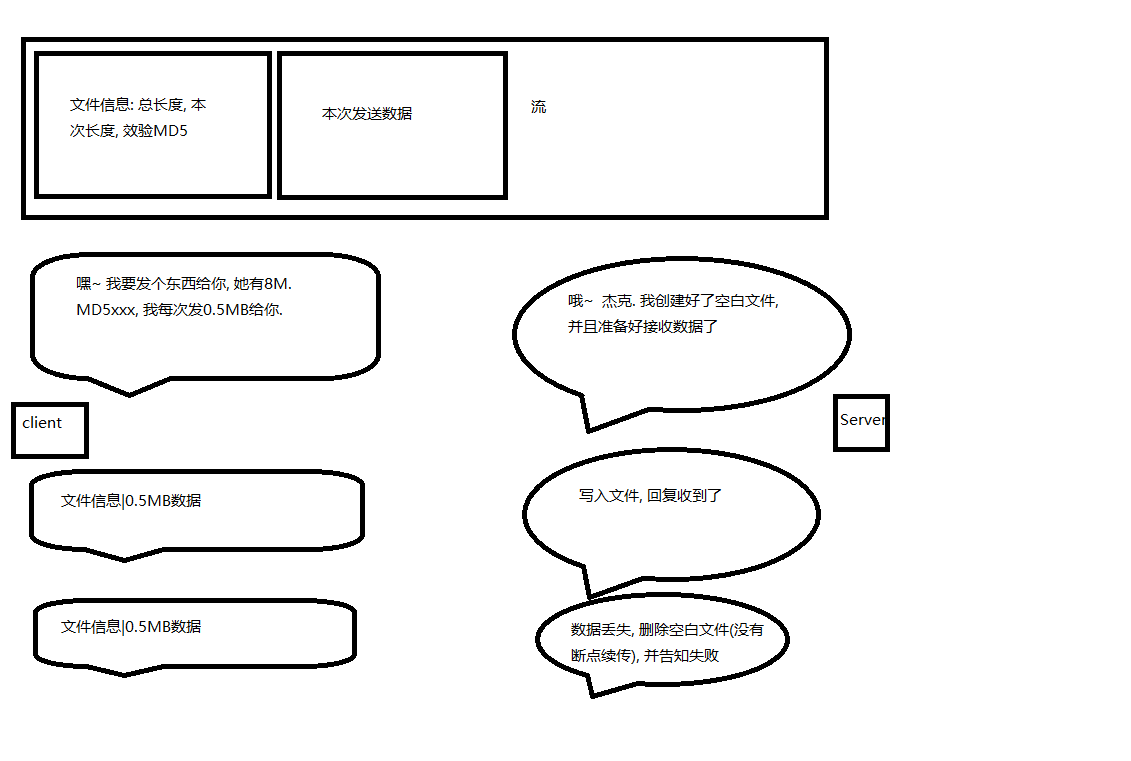 文件信息: 总长度, 本
次长度, 效验MD5
本次发送数据
流
嘿~ 我要发个东西给你, 她有8M.
MD5xxx, 我每次发0.5MB给你.
哦~ 杰克. 我创建好了空白文件,
并且准备好接收数据了
client
Server
文件信息|0.5MB数据
写入文件, 回复收到了
文件信息|0.5MB数据
数据丢失, 删除空白文件(没有
断点续传), 并告知失败